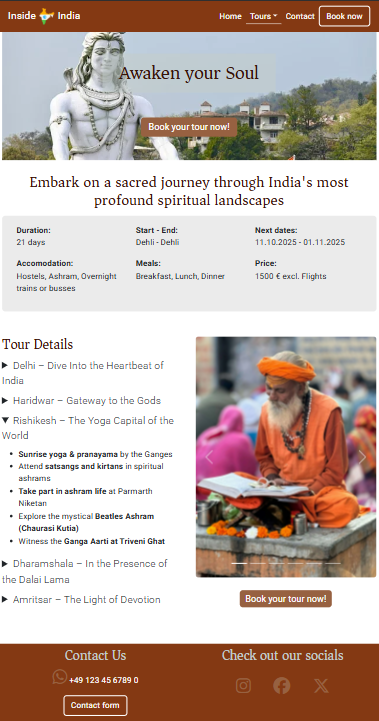 Inside India
Home Tours Contact Book now
Awaken your Soul
Book your tour now!
Embark on a sacred journey through India's most
profound spiritual landscapes
Duration:
21 days
Start - End:
Dehli - Dehli
Next dates:
11.10.2025 - 01.11.2025
Accomodation:
Hostels, Ashram, Overnight
trains or busses
Meals:
Breakfast, Lunch, Dinner
Price:
1500 € excl. Flights
Tour Details
Delhi – Dive Into the Heartbeat of
India
Haridwar – Gateway to the Gods
Rishikesh – The Yoga Capital of the
World
Sunrise yoga & pranayama by the Ganges
Attend satsangs and kirtans in spiritual
ashrams
Take part in ashram life at Parmarth
Niketan
Explore the mystical Beatles Ashram
(Chaurasi Kutia)
Witness the Ganga Aarti at Triveni Ghat
Dharamshala – In the Presence of
the Dalai Lama
Amritsar – The Light of Devotion
Book your tour now!
Contact Us
+49 123 45 6789 0
Contact form
Check out our socials